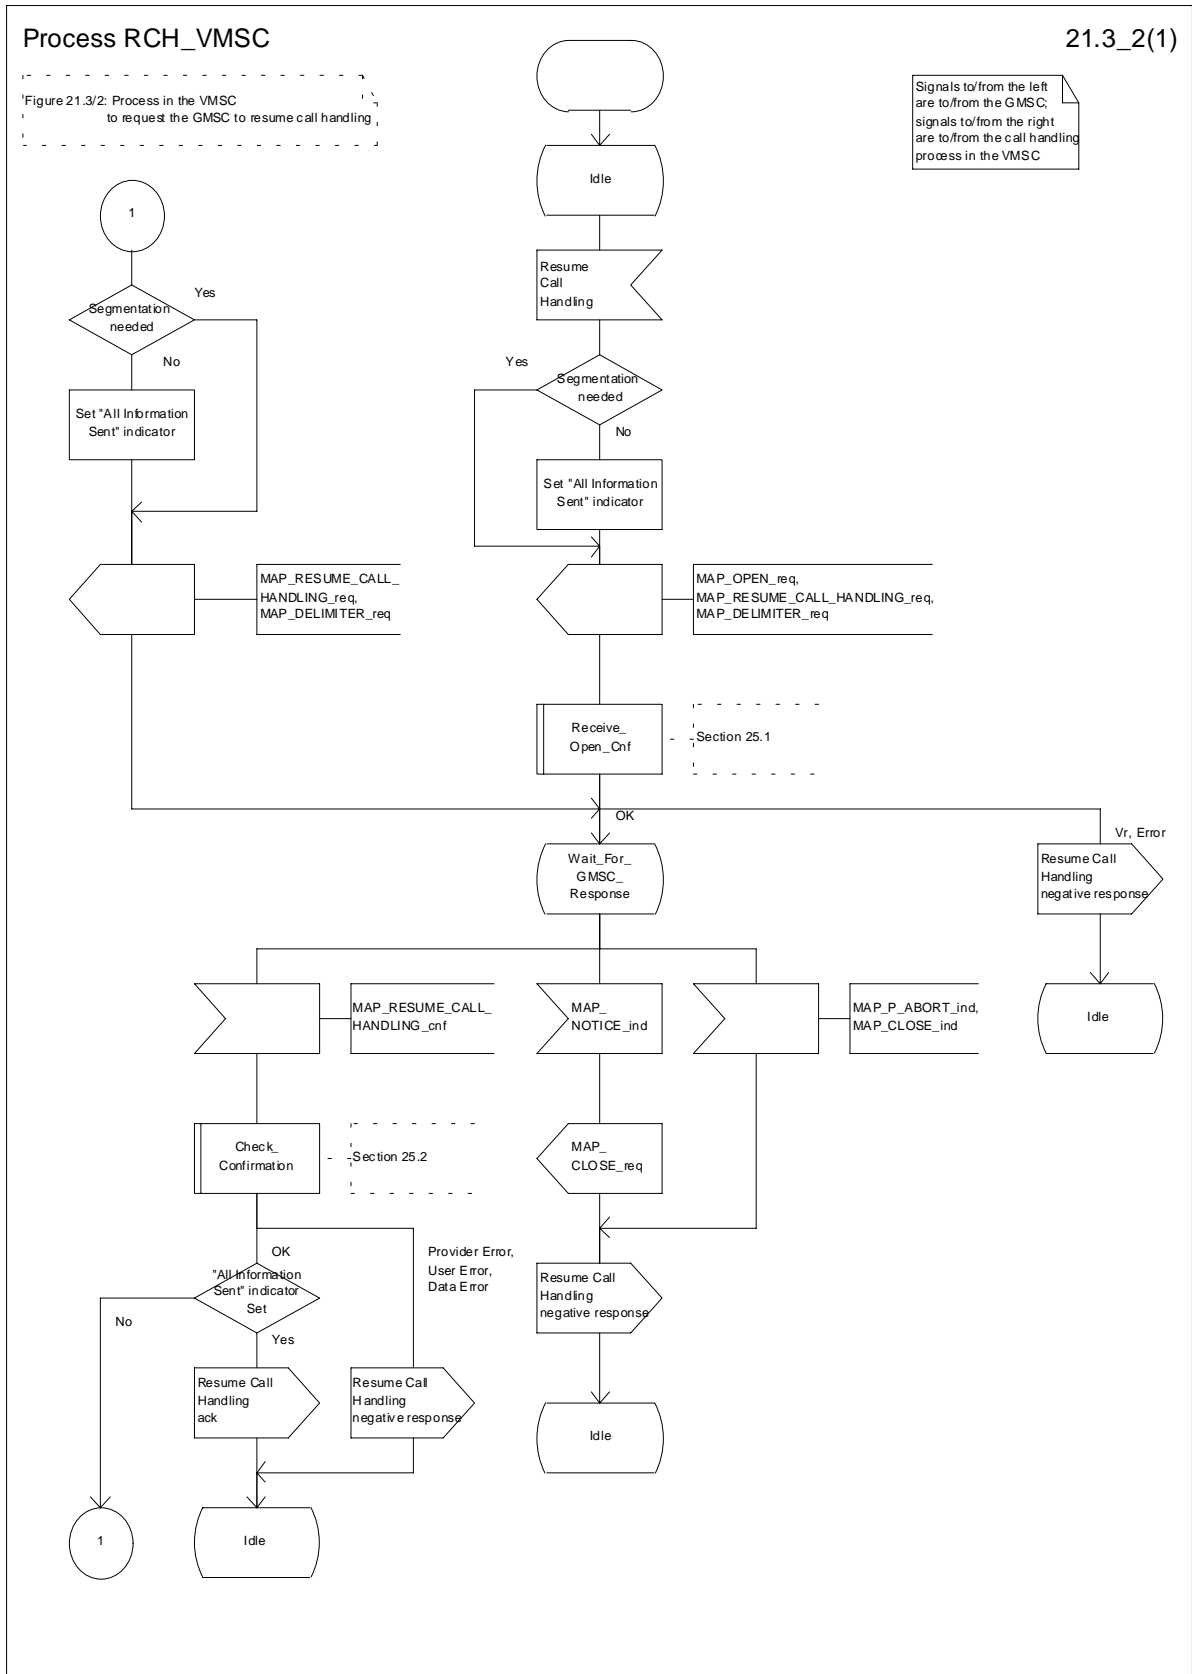 Process RCH_VMSC
21.3_2(1)
Figure 21.3/2: Process in the VMSC
to request the GMSC to resume call handling
Signals to/from the left
are to/from the GMSC;
signals to/from the right
are to/from the call handling
process in the VMSC
Idle
1
Resume
Call
Handling
Segmentation
needed
Yes
No
Segmentation
needed
Yes
No
Set "All Information
Sent" indicator
Set "All Information
Sent" indicator
MAP_RESUME_CALL_
HANDLING_req,
MAP_DELIMITER_req
MAP_OPEN_req,
MAP_RESUME_CALL_HANDLING_req,
MAP_DELIMITER_req
Receive_
Open_Cnf
Section 25.1
OK
Vr, Error
Wait_For_
GMSC_
Response
Resume Call
Handling
negative response
MAP_RESUME_CALL_
HANDLING_cnf
MAP_
NOTICE_ind
MAP_P_ABORT_ind,
MAP_CLOSE_ind
Idle
Check_
Confirmation
Section 25.2
MAP_
CLOSE_req
OK
Provider Error,
User Error,
Data Error
"All Information
Sent" indicator
Set
No
Yes
Resume Call
Handling
negative response
Resume Call
Handling
ack
Resume Call
Handling
negative response
Idle
1
Idle